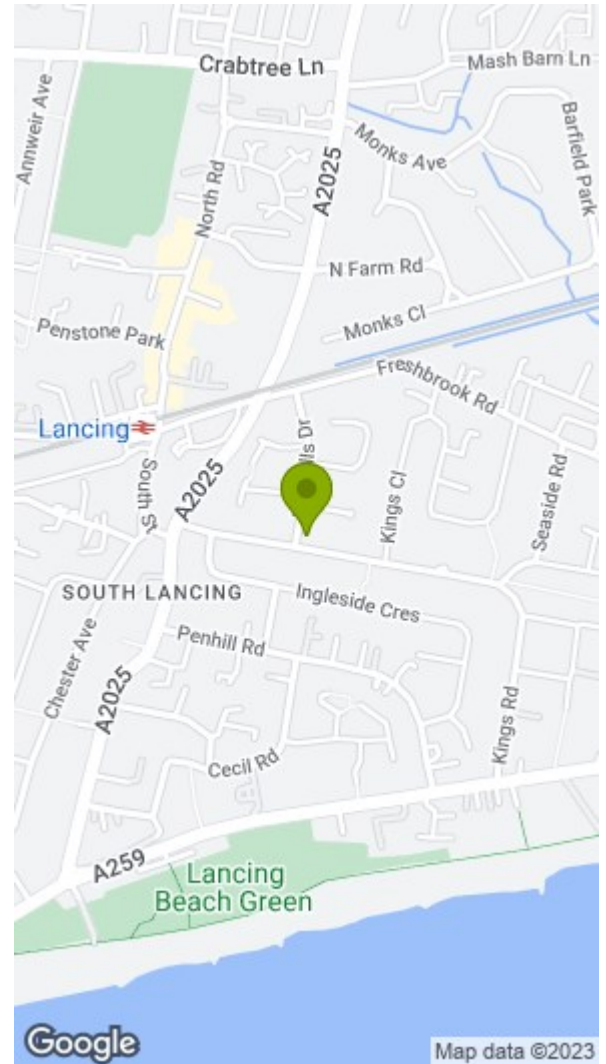 Crabtree Ln
Mash Barn Ln
Annweir Ave
Monks Ave
Barfield Park
A2025
North Rd
N Farm Rd
Penstone Park
Monks Cl
Freshbrook Rd
Lancing
South St
A2025
Kings Cl
Seaside Rd
SOUTH LANCING
Ingleside Cres
Chester Ave
Penhill Rd
A2025
Kings Rd
Cecil Rd
A259
Lancing
Beach Green
Google
Map data ©2023